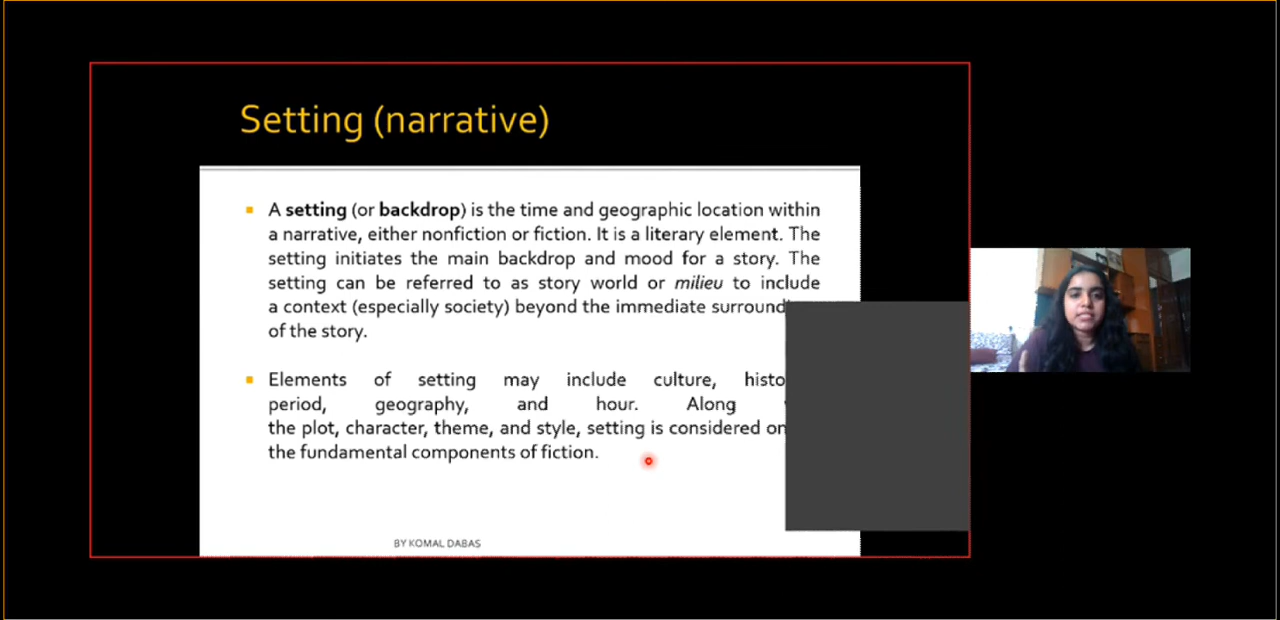 Setting (narrative)
A setting (or backdrop) is the time and geographic location within
a narrative, either nonfiction or fiction. It is a literary element. The
setting initiates the main backdrop and mood for a story. The
setting can be referred to as story world or milieu to include
a context (especially society) beyond the immediate
of the story.
Elements of setting may include culture,
period, geography, and hour. Along
the plot, character, theme, and style, setting is considered
the fundamental components of fiction.
BY KOMAL DABAS